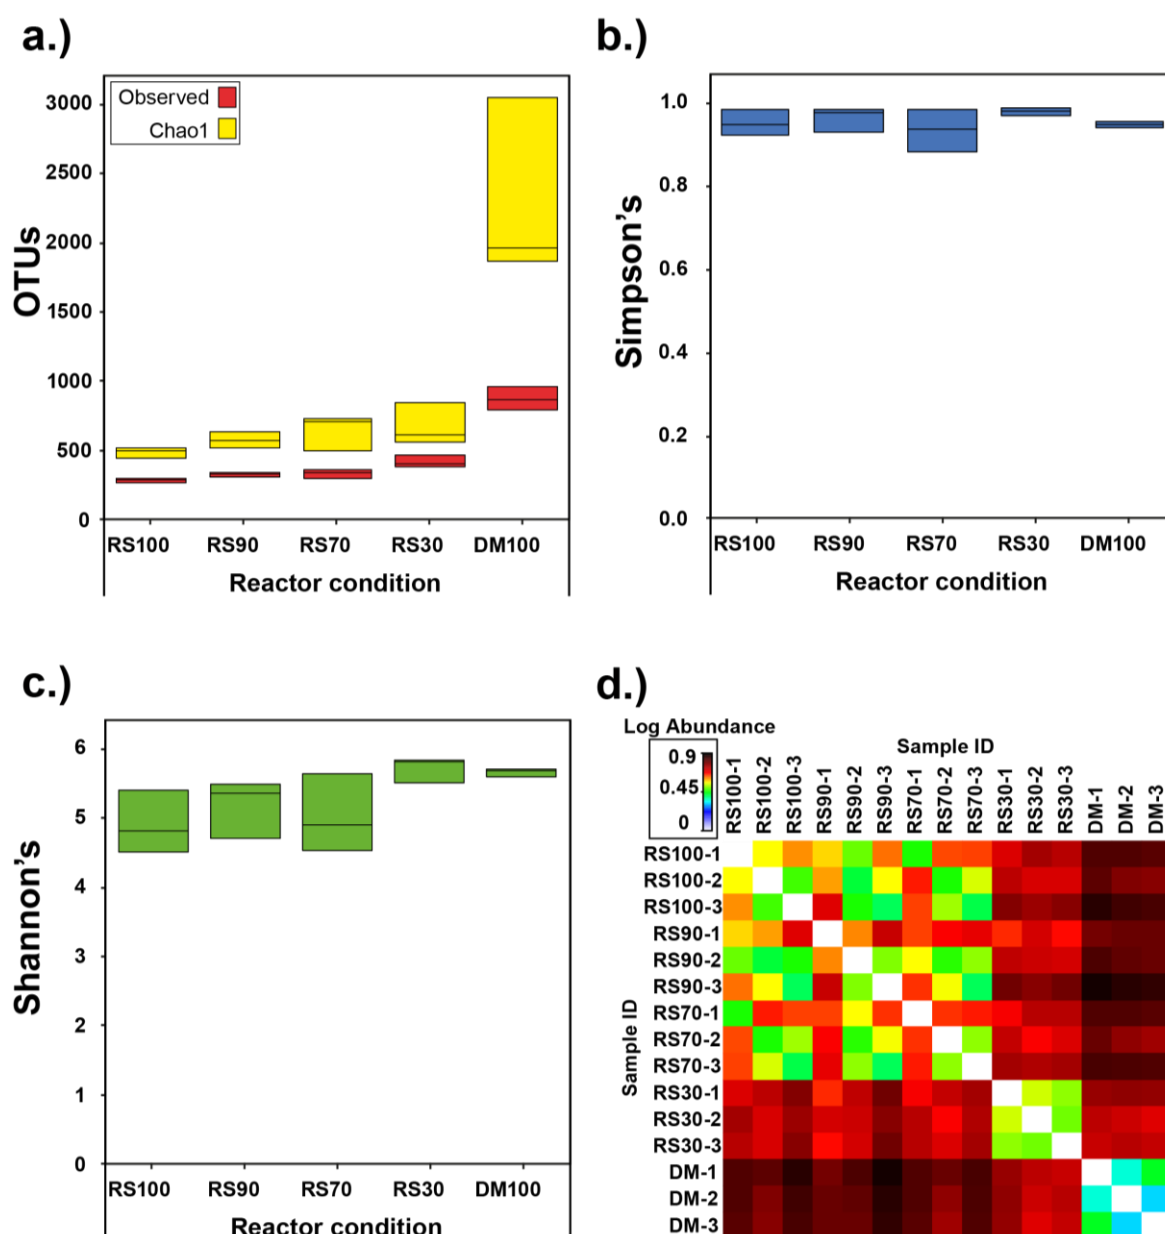 a.)
Observed
Chao1
3000
2500
2000
1500
1000
500
0
OTUs
RS100 RS90 RS70 RS30 DM100
Reactor condition
b.)
1.0
0.8
0.6
0.4
0.2
0.0
Simpson's
RS100 RS90 RS70 RS30 DM100
Reactor condition
c.)
6
5
4
3
2
1
0
Shannon's
RS100 RS90 RS70 RS30 DM100
Reactor condition
d.)
Log Abundance
0.9
0.45
0
Sample ID
RS100-1
RS100-2
RS100-3
RS90-1
RS90-2
RS90-3
RS70-1
RS70-2
RS70-3
RS30-1
RS30-2
RS30-3
DM-1
DM-2
DM-3
Sample ID
RS100-1
RS100-2
RS100-3
RS90-1
RS90-2
RS90-3
RS70-1
RS70-2
RS70-3
RS30-1
RS30-2
RS30-3
DM-1
DM-2
DM-3